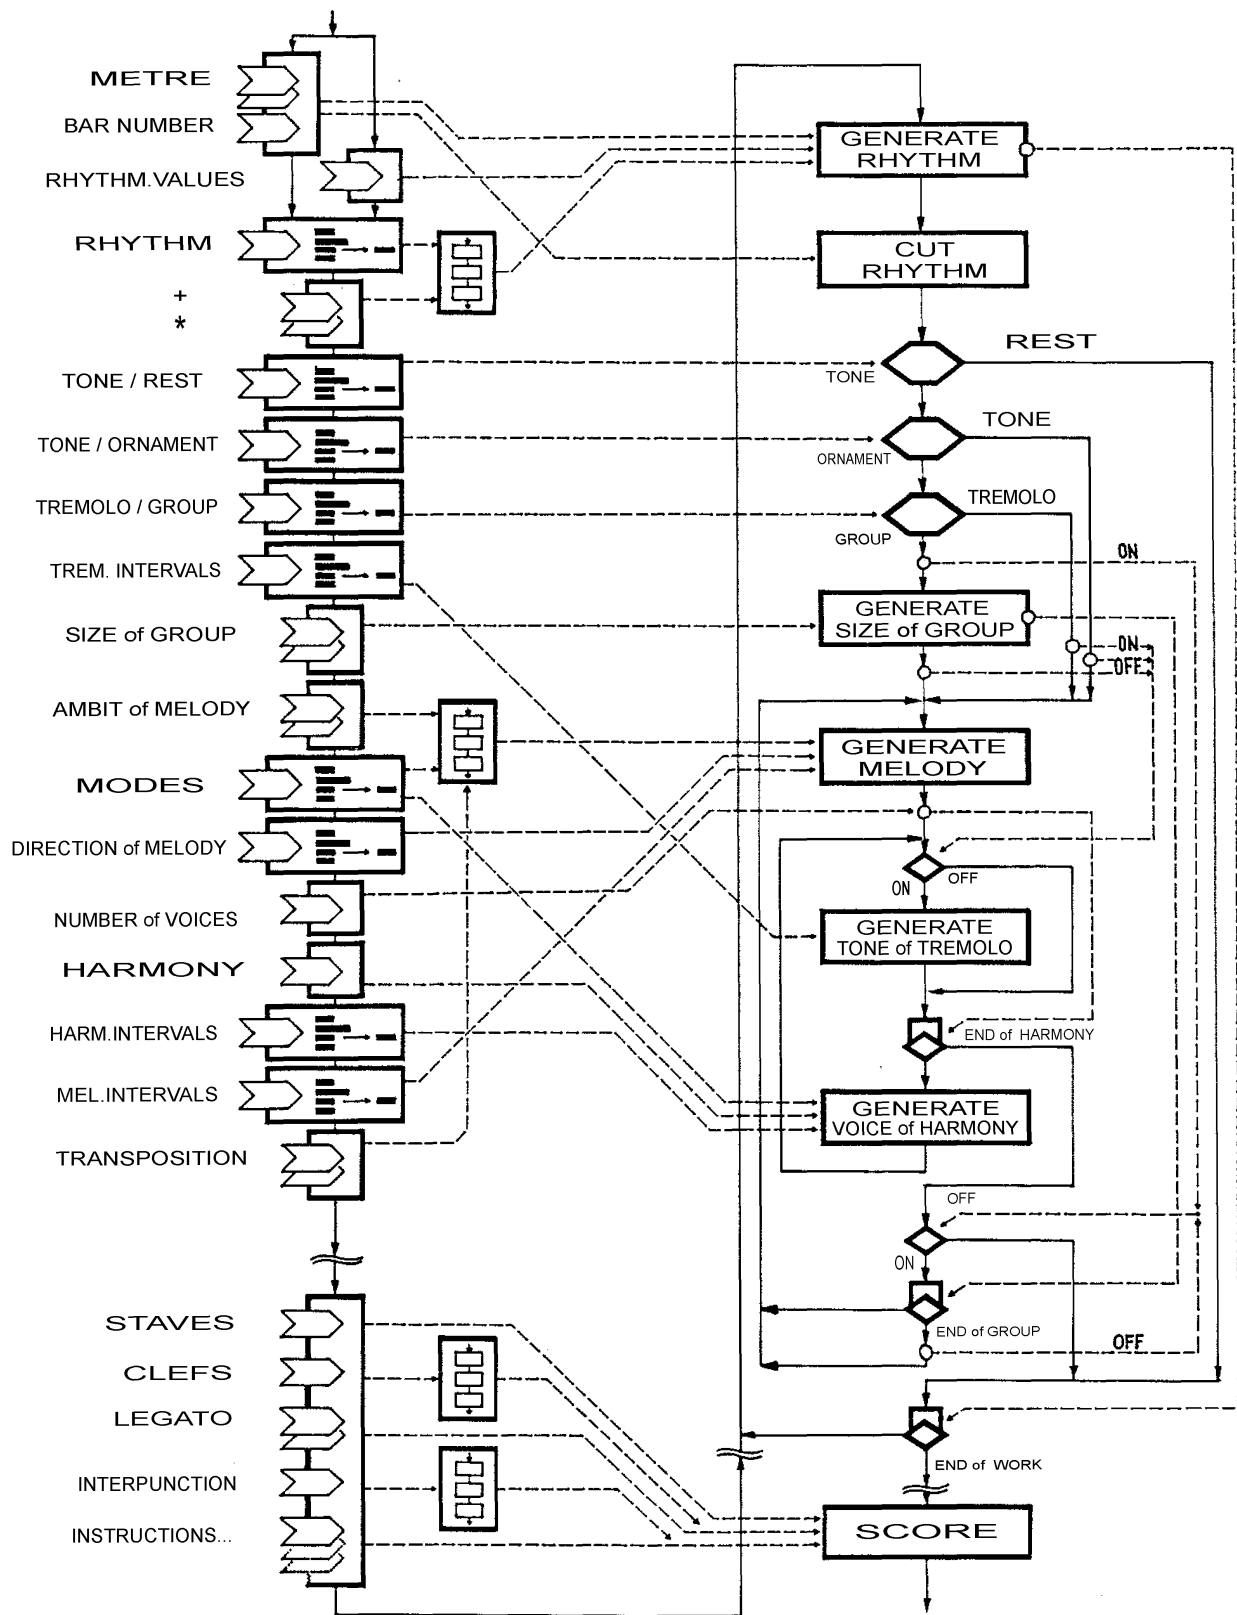 METRE
BAR NUMBER
RHYTHM.VALUES
RHYTHM
+
*
TONE / REST
TONE / ORNAMENT
TREMOLO / GROUP
TREM. INTERVALS
SIZE of GROUP
AMBIT of MELODY
MODES
DIRECTION of MELODY
NUMBER of VOICES
HARMONY
HARM.INTERVALS
MEL.INTERVALS
TRANSPOSITION
STAVES
CLEFS
LEGATO
INTERPUNCTION
INSTRUCTIONS...
GENERATE
RHYTHM
CUT
RHYTHM
REST
TONE
TONE
ORNAMENT
TREMOLO
GROUP
ON
GENERATE
SIZE of GROUP
ON
OFF
GENERATE
MELODY
OFF
ON
GENERATE
TONE of TREMOLO
END of HARMONY
GENERATE
VOICE of HARMONY
OFF
ON
END of GROUP
OFF
END of WORK
SCORE